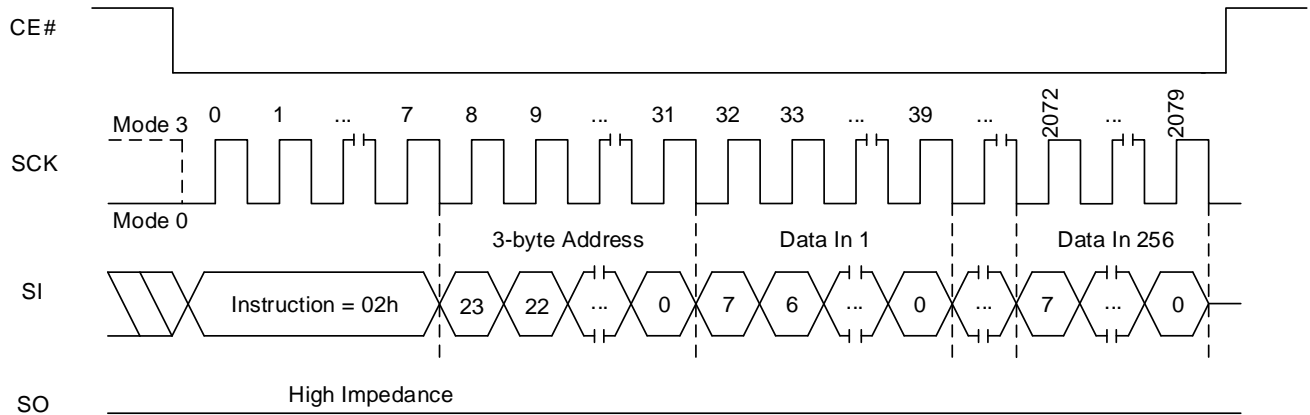 CE#
0 1 ... 7 8 9 ... 31 32 33 ... 39 ... 2072 ... 2079
Mode 3
SCK
Mode 0
3-byte Address Data In 1 Data In 256
SI Instruction = 02h 23 22 ... 0 7 6 ... 0 ... 7 ... 0
High Impedance
SO